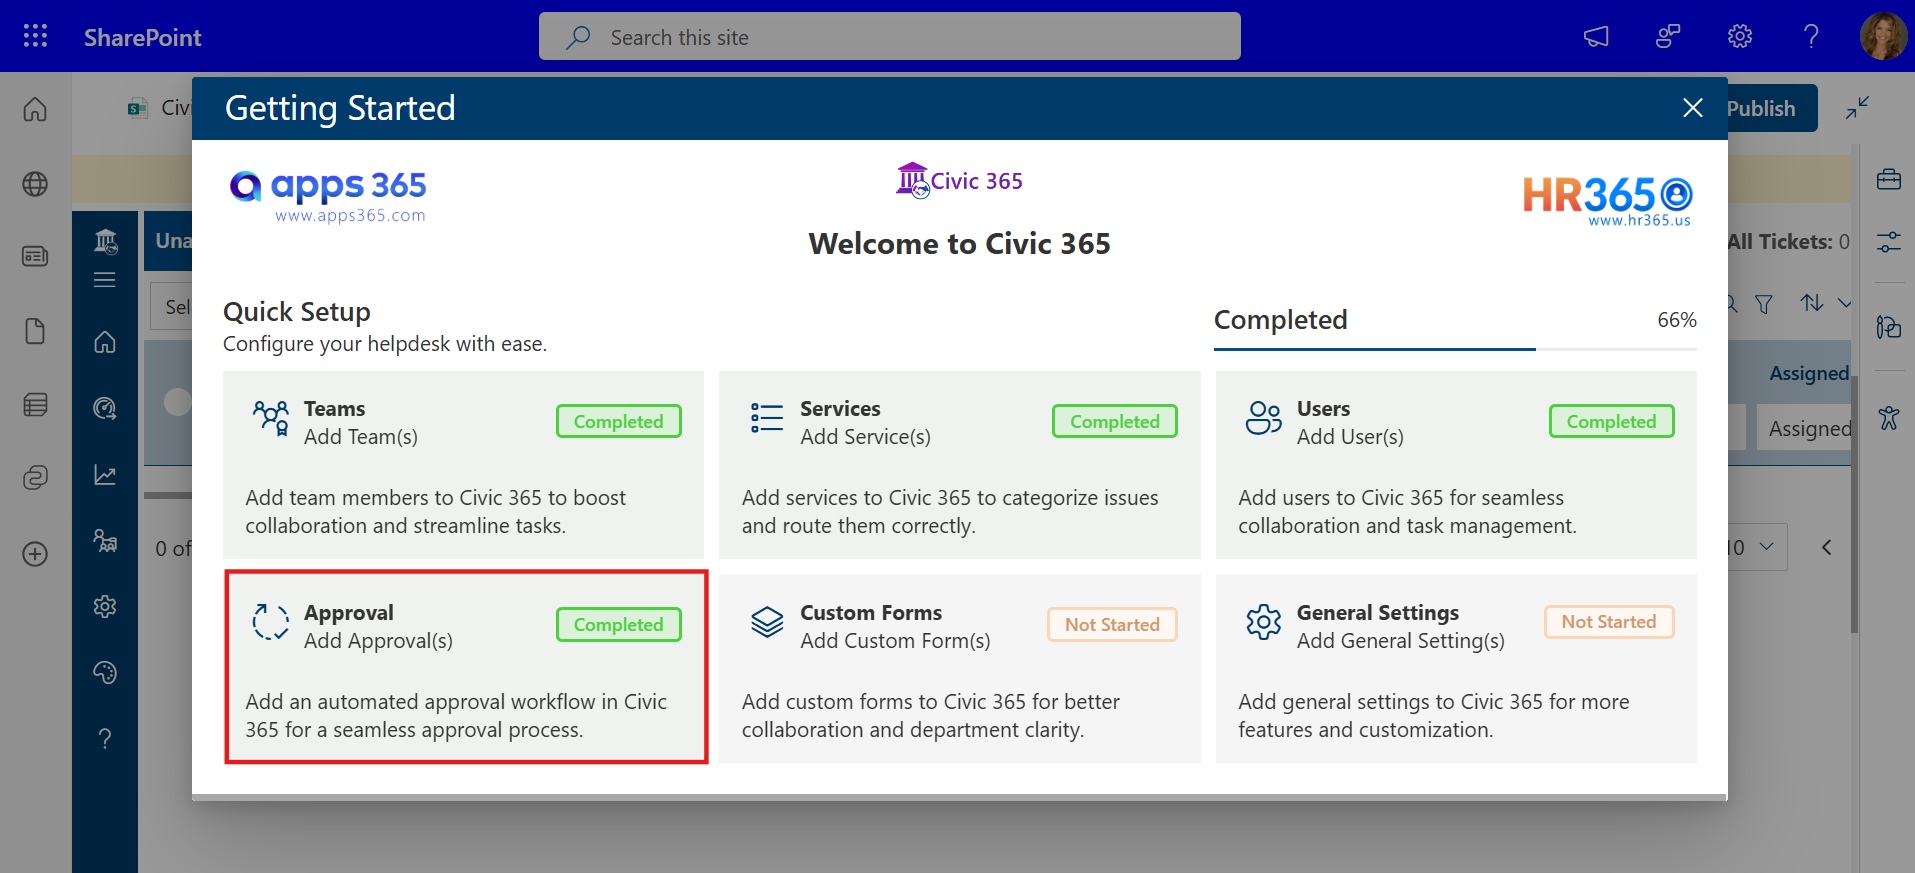 SharePoint
Search this site
Civi
Getting Started
Publish
apps 365
www.apps365.com
Civic 365
HR365
www.hr365.us
Welcome to Civic 365
Una
All Tickets: 0
Sel
Quick Setup
Configure your helpdesk with ease.
Completed
66%
Teams
Add Team(s)
Completed
Add team members to Civic 365 to boost
collaboration and streamline tasks.
Services
Add Service(s)
Completed
Add services to Civic 365 to categorize issues
and route them correctly.
Users
Add User(s)
Completed
Add users to Civic 365 for seamless
collaboration and task management.
Assigned
Assigned
0 of
10
Approval
Add Approval(s)
Completed
Add an automated approval workflow in Civic
365 for a seamless approval process.
Custom Forms
Add Custom Form(s)
Not Started
Add custom forms to Civic 365 for better
collaboration and department clarity.
General Settings
Add General Setting(s)
Not Started
Add general settings to Civic 365 for more
features and customization.